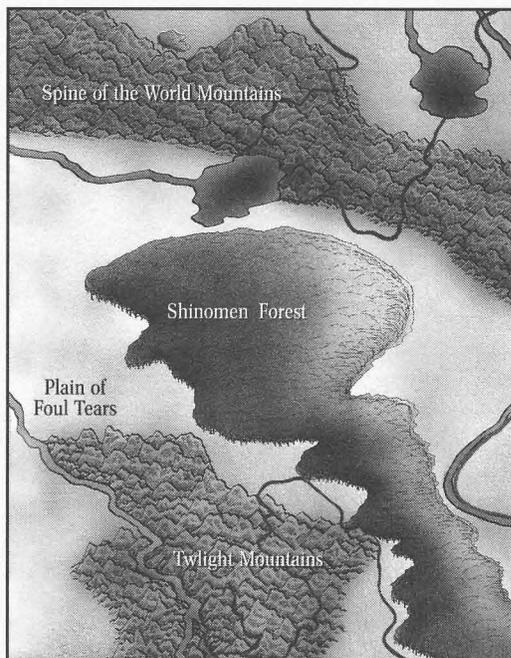 Spine of the World Mountains
Shinomen Forest
Plain of
Foul Tears
Twlight Mountains